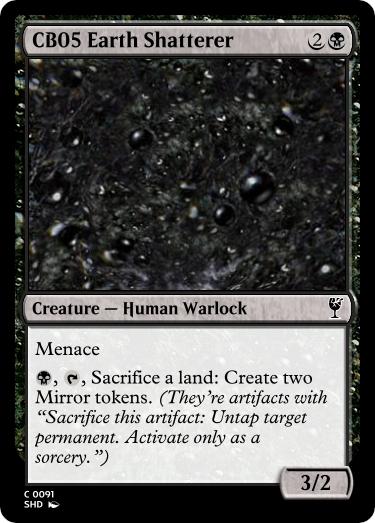 CB05 Earth Shatterer 2
Creature — Human Warlock
Menace
, , Sacrifice a land: Create two
Mirror tokens. (They’re artifacts with
“Sacrifice this artifact: Untap target
permanent. Activate only as a
sorcery.”)
3/2
C 0091
SHD